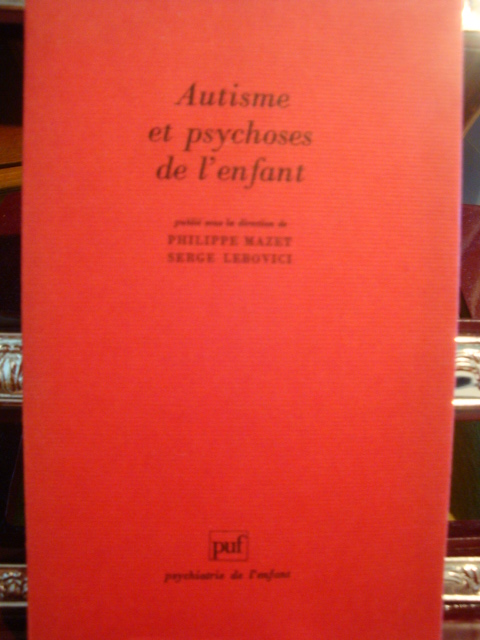 Autisme
et psychoses
de l'enfant
publié sous la direction de
PHILIPPE MAZET
SERGE LEBOVICI
puf
psychiatrie de l'enfant